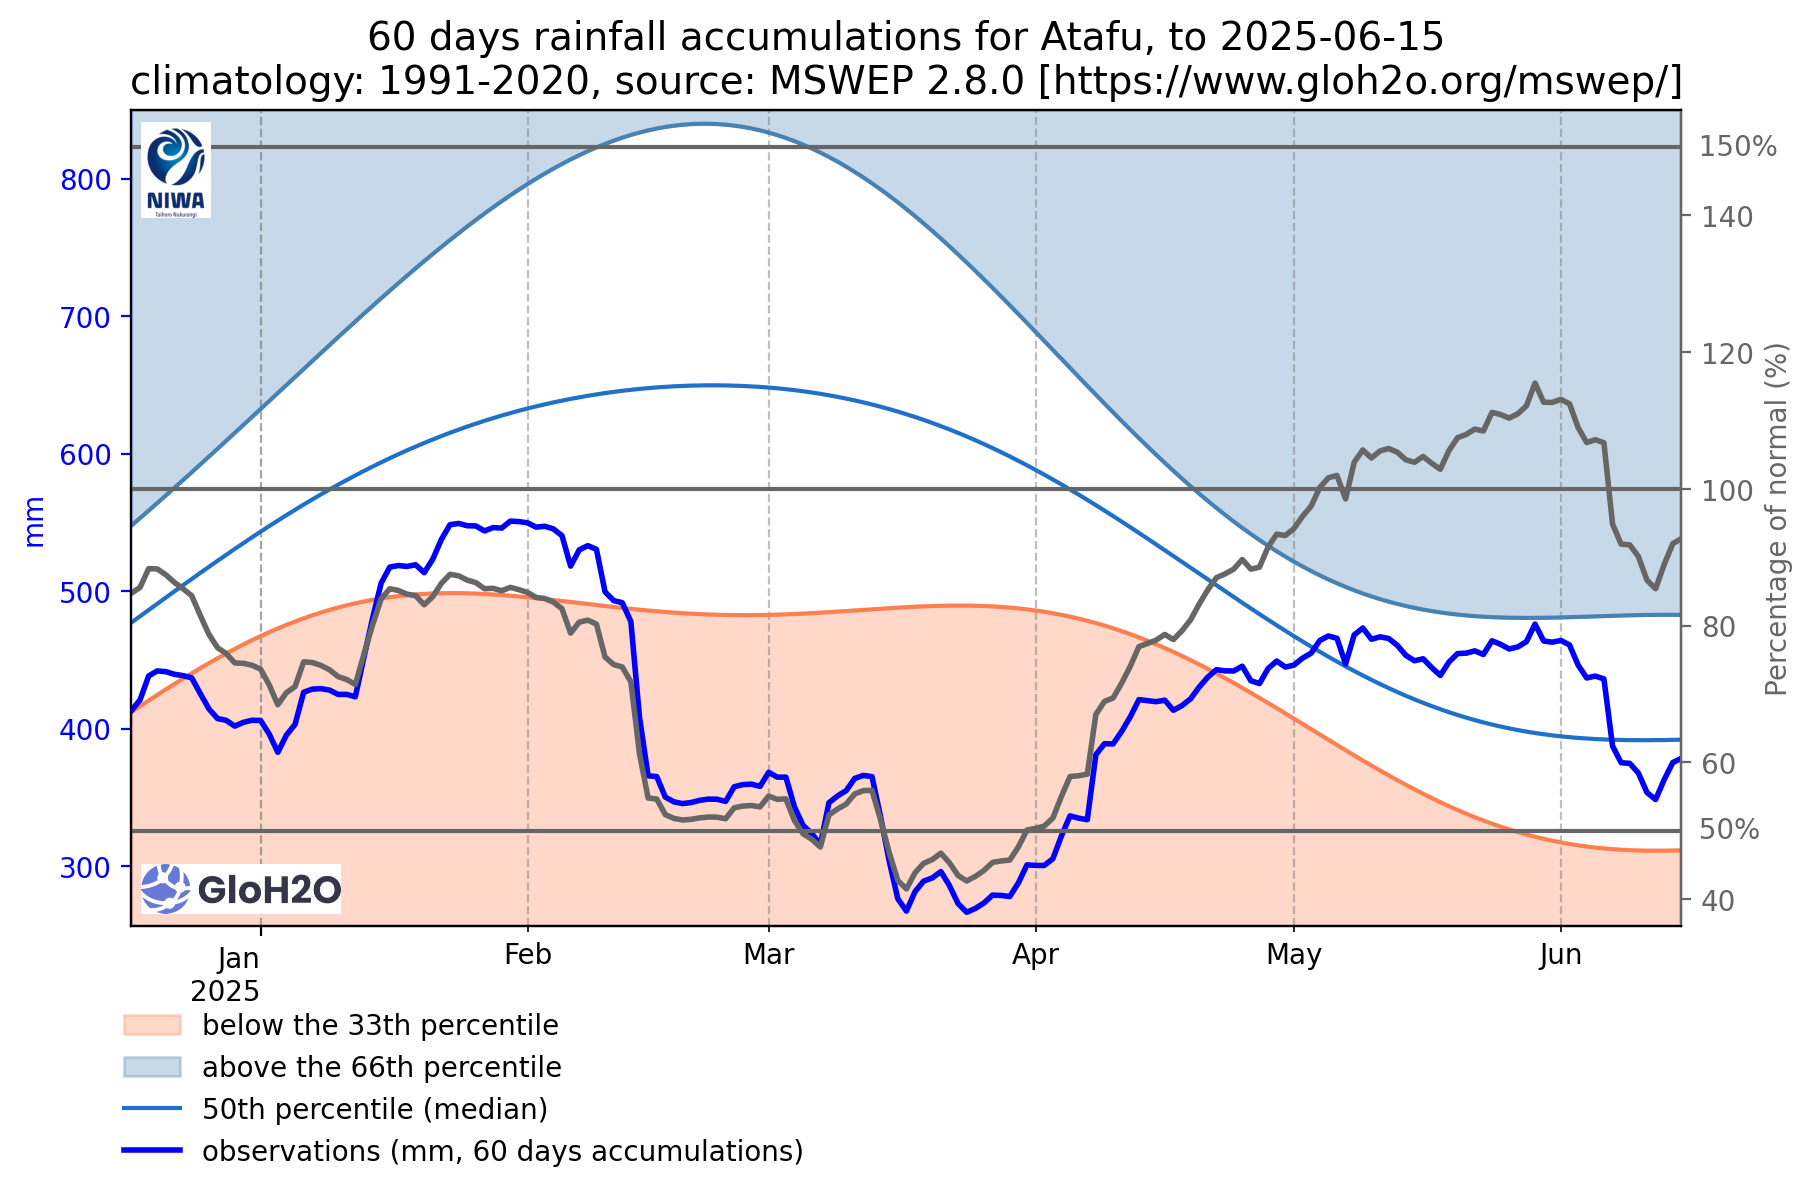 60 days rainfall accumulations for Atafu, to 2025-06-15
climatology: 1991-2020, source: MSWEP 2.8.0 [https://www.gloh2o.org/mswep/]
NIWA
Taihoro Nukurangi
800
700
600
500
400
300
mm
150%
140
120
100
80
60
50%
40
Percentage of normal (%)
GloH2O
Jan
2025
Feb
Mar
Apr
May
Jun
below the 33th percentile
above the 66th percentile
50th percentile (median)
observations (mm, 60 days accumulations)